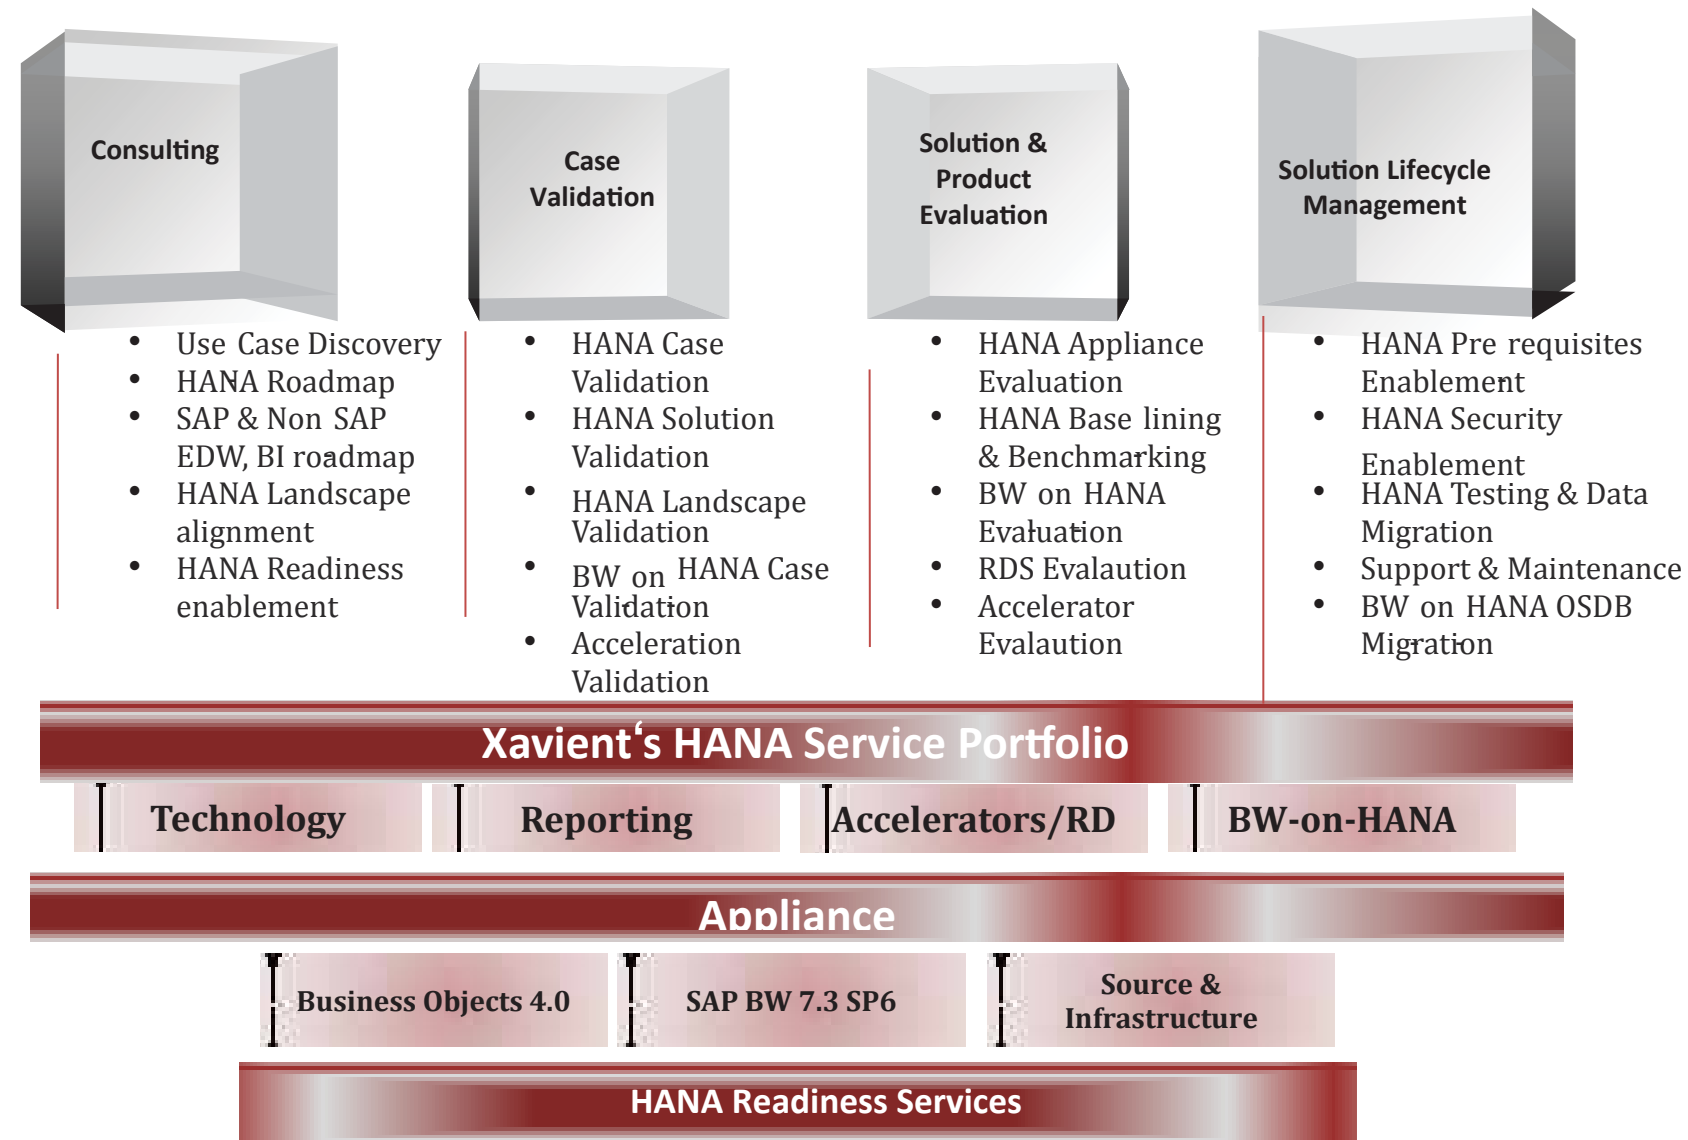 Consulting
Case
Validation
Solution &
Product
Evaluation
Solution Lifecycle
Management
• Use Case Discovery
• HANA Roadmap
• SAP & Non SAP
EDW, BI roadmap
• HANA Landscape
alignment
• HANA Readiness
enablement
• HANA Case
Validation
• HANA Solution
Validation
• HANA Landscape
Validation
• BW on HANA Case
Validation
• Acceleration
Validation
• HANA Appliance
Evaluation
• HANA Base lining
& Benchmarking
• BW on HANA
Evaluation
• RDS Evalaution
• Accelerator
Evalaution
• HANA Pre requisites
Enablement
• HANA Security
Enablement
• HANA Testing & Data
Migration
• Support & Maintenance
• BW on HANA OSDB
Migration
Xavient‘s HANA Service Portfolio
Technology
Reporting
Accelerators/RD
BW-on-HANA
Appliance
Business Objects 4.0
SAP BW 7.3 SP6
Source &
Infrastructure
HANA Readiness Services